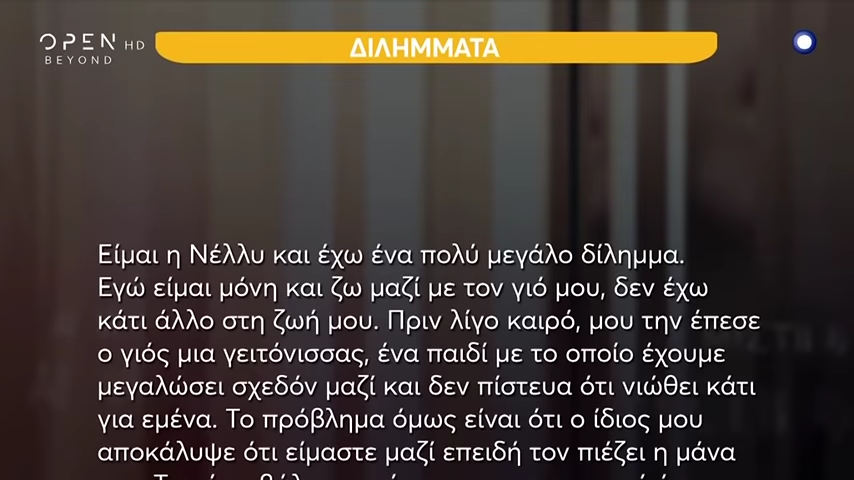 OPEN HD
BEYOND
ΔΙΛΗΜΜΑΤΑ
Είμαι η Νέλλυ και έχω ένα πολύ μεγάλο δίλημμα.
Εγώ είμαι μόνη και ζω μαζί με τον γιό μου, δεν έχω
κάτι άλλο στη ζωή μου. Πριν λίγο καιρό, μου την έπεσε
ο γιός μια γειτόνισσας, ένα παιδί με το οποίο έχουμε
μεγαλώσει σχεδόν μαζί και δεν πίστευα ότι νιώθει κάτι
για εμένα. Το πρόβλημα όμως είναι ότι ο ίδιος μου
αποκάλυψε ότι είμαστε μαζί επειδή τον πιέζει η μάνα